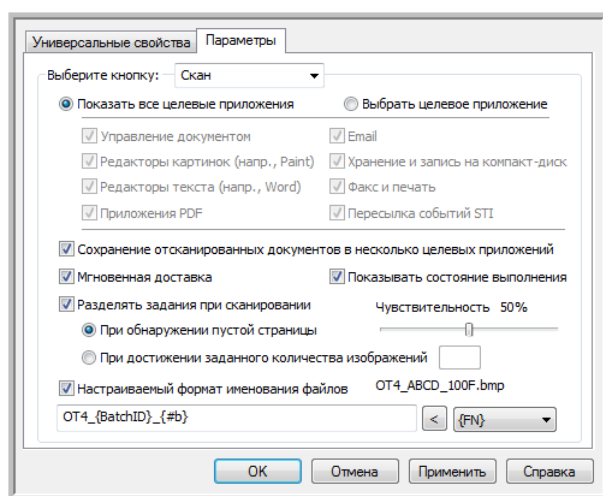 Универсальные свойства Параметры
Выберите кнопку: Скан
Показать все целевые приложения Выбрать целевое приложение
Управление документом Email
Редакторы картинок (напр., Paint) Хранение и запись на компакт-диск
Редакторы текста (напр., Word) Факс и печать
Приложения PDF Пересылка событий STI
Сохранение отсканированных документов в несколько целевых приложений
Мгновенная доставка Показывать состояние выполнения
Разделять задания при сканировании Чувствительность 50%
При обнаружении пустой страницы
При достижении заданного количества изображений
Настраиваемый формат именования файлов OT4_ABCD_100F.bmp
OT4_{BatchID}_{#b} < {FN}
OK Отмена Применить Справка